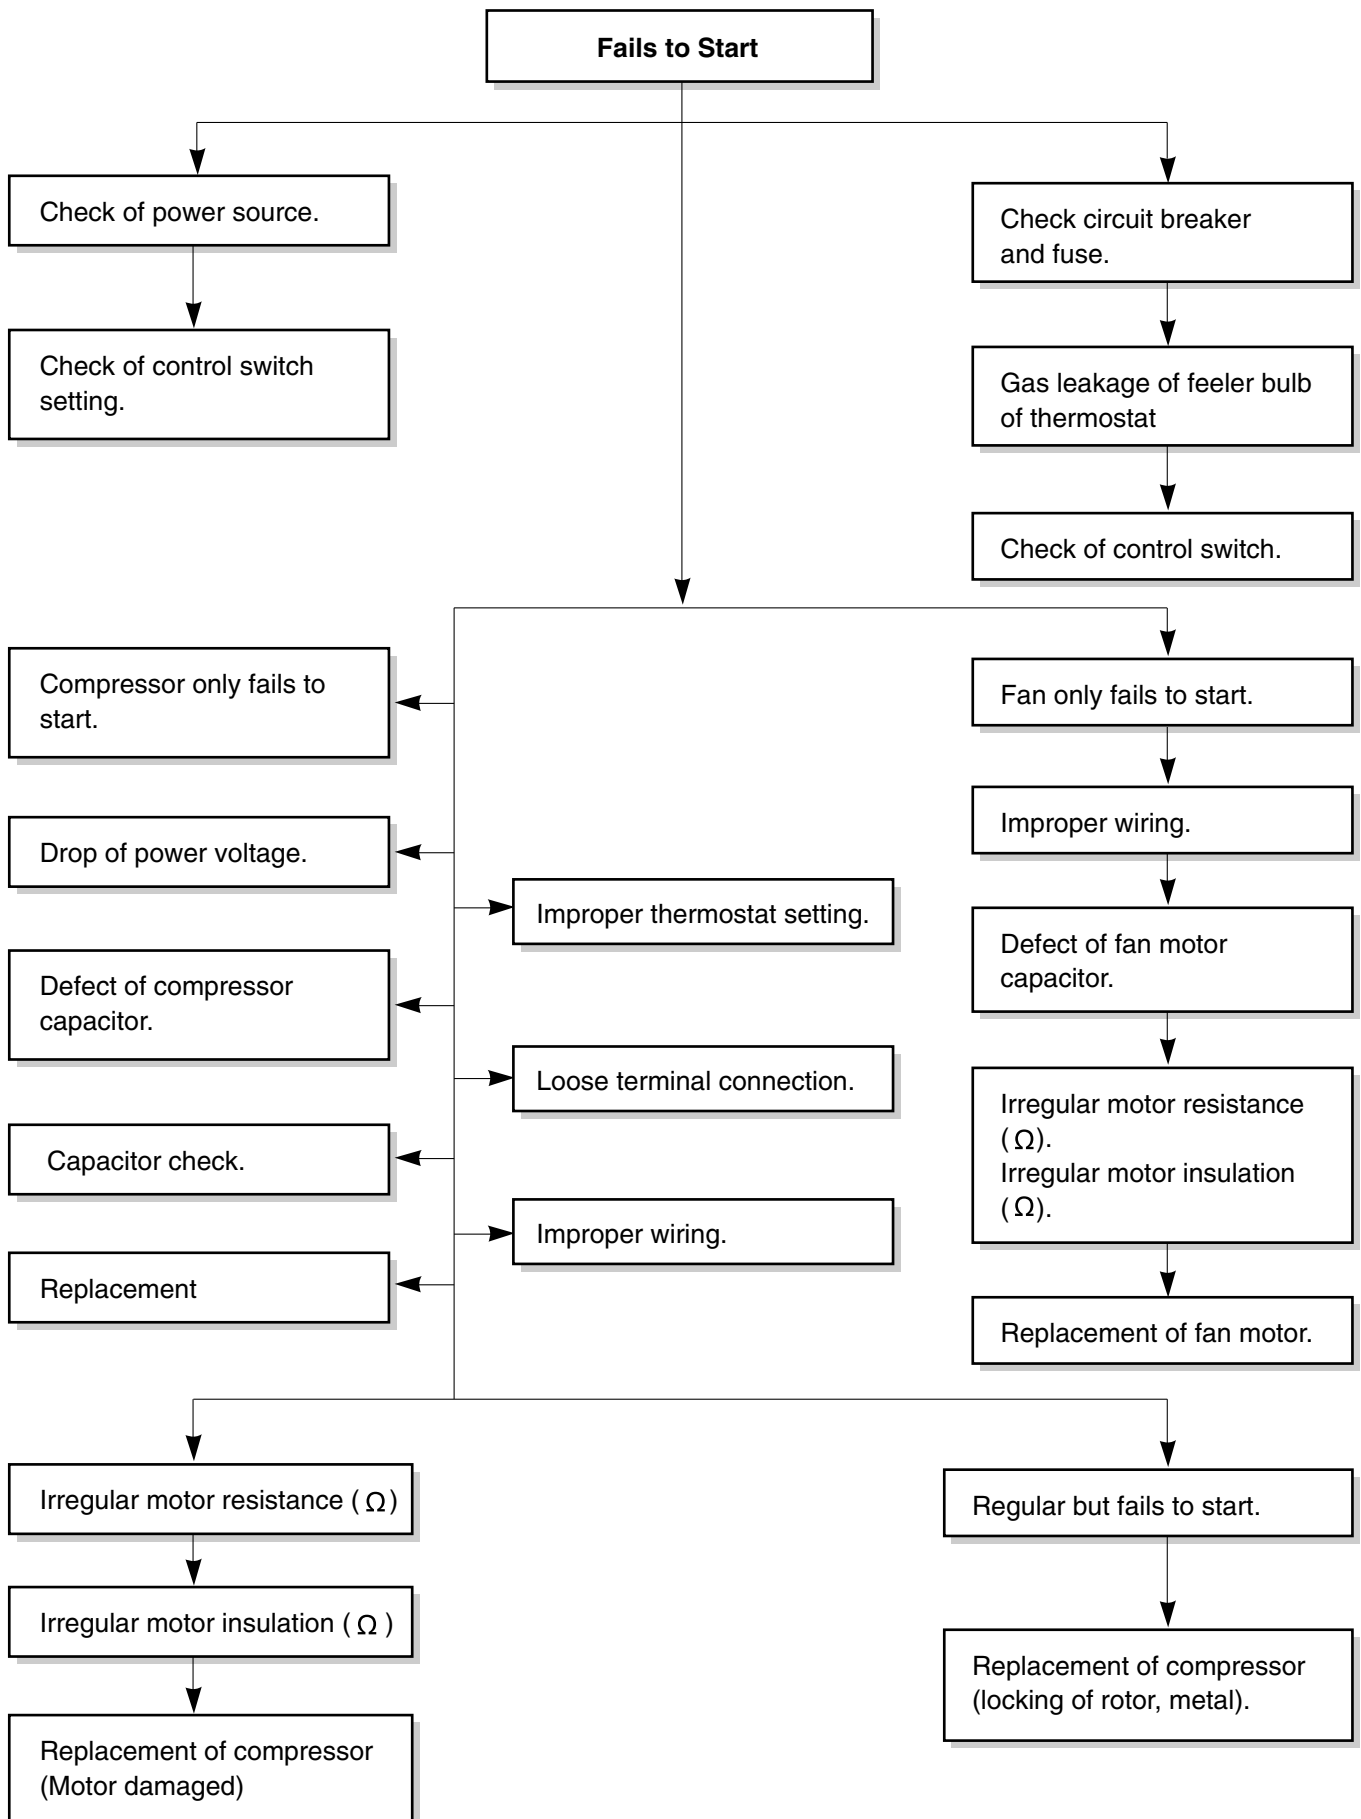 Fails to Start
Check of power source.
Check of control switch
setting.
Check circuit breaker
and fuse.
Gas leakage of feeler bulb
of thermostat
Check of control switch.
Compressor only fails to
start.
Drop of power voltage.
Defect of compressor
capacitor.
Capacitor check.
Replacement
Improper thermostat setting.
Loose terminal connection.
Improper wiring.
Fan only fails to start.
Improper wiring.
Defect of fan motor
capacitor.
Irregular motor resistance
(Ω).
Irregular motor insulation
(Ω).
Replacement of fan motor.
Irregular motor resistance (Ω)
Irregular motor insulation (Ω)
Replacement of compressor
(Motor damaged)
Regular but fails to start.
Replacement of compressor
(locking of rotor, metal).